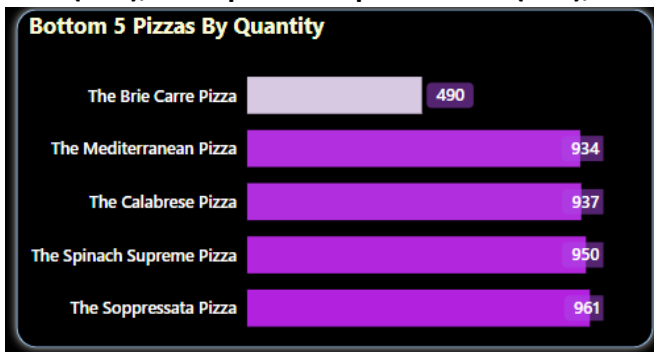 Bottom 5 Pizzas By Quantity
The Brie Carre Pizza 490
The Mediterranean Pizza 934
The Calabrese Pizza 937
The Spinach Supreme Pizza 950
The Soppressata Pizza 961